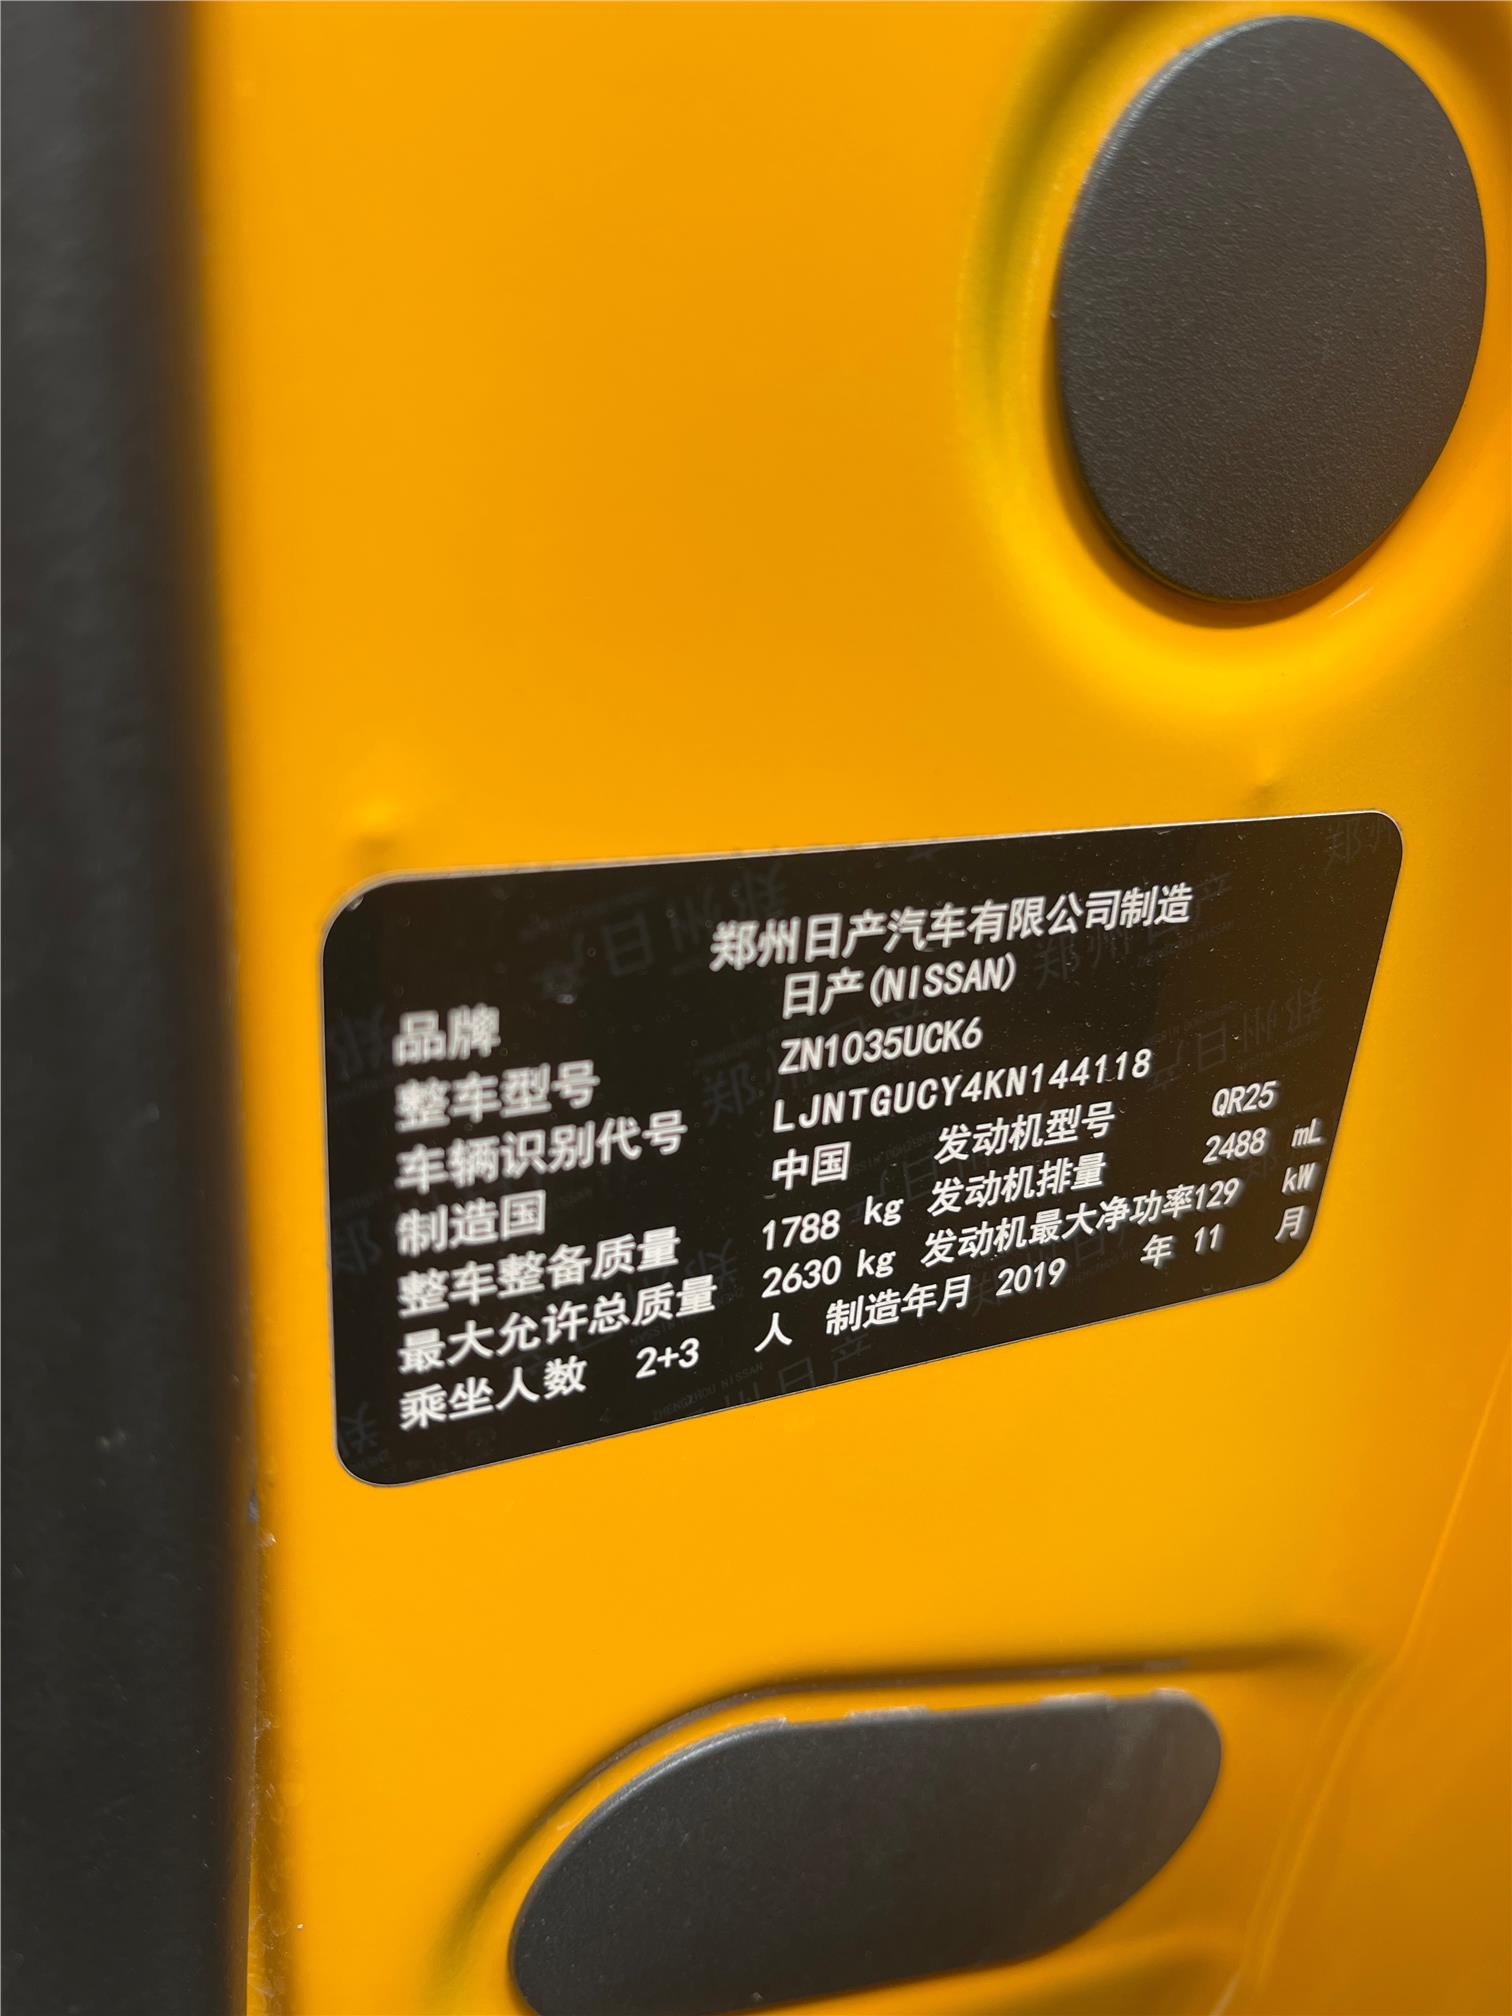 郑州日产汽车有限公司制造
品牌 日产(NISSAN)
整车型号 ZN1035UCK6
车辆识别代号 LJNTGUCY4KN144118
制造国 中国 发动机型号 QR25
整车整备质量 1788 kg 发动机排量 2488 mL
最大允许总质量 2630 kg 发动机最大净功率129 kW
乘坐人数 2+3 人 制造年月 2019 年 11 月